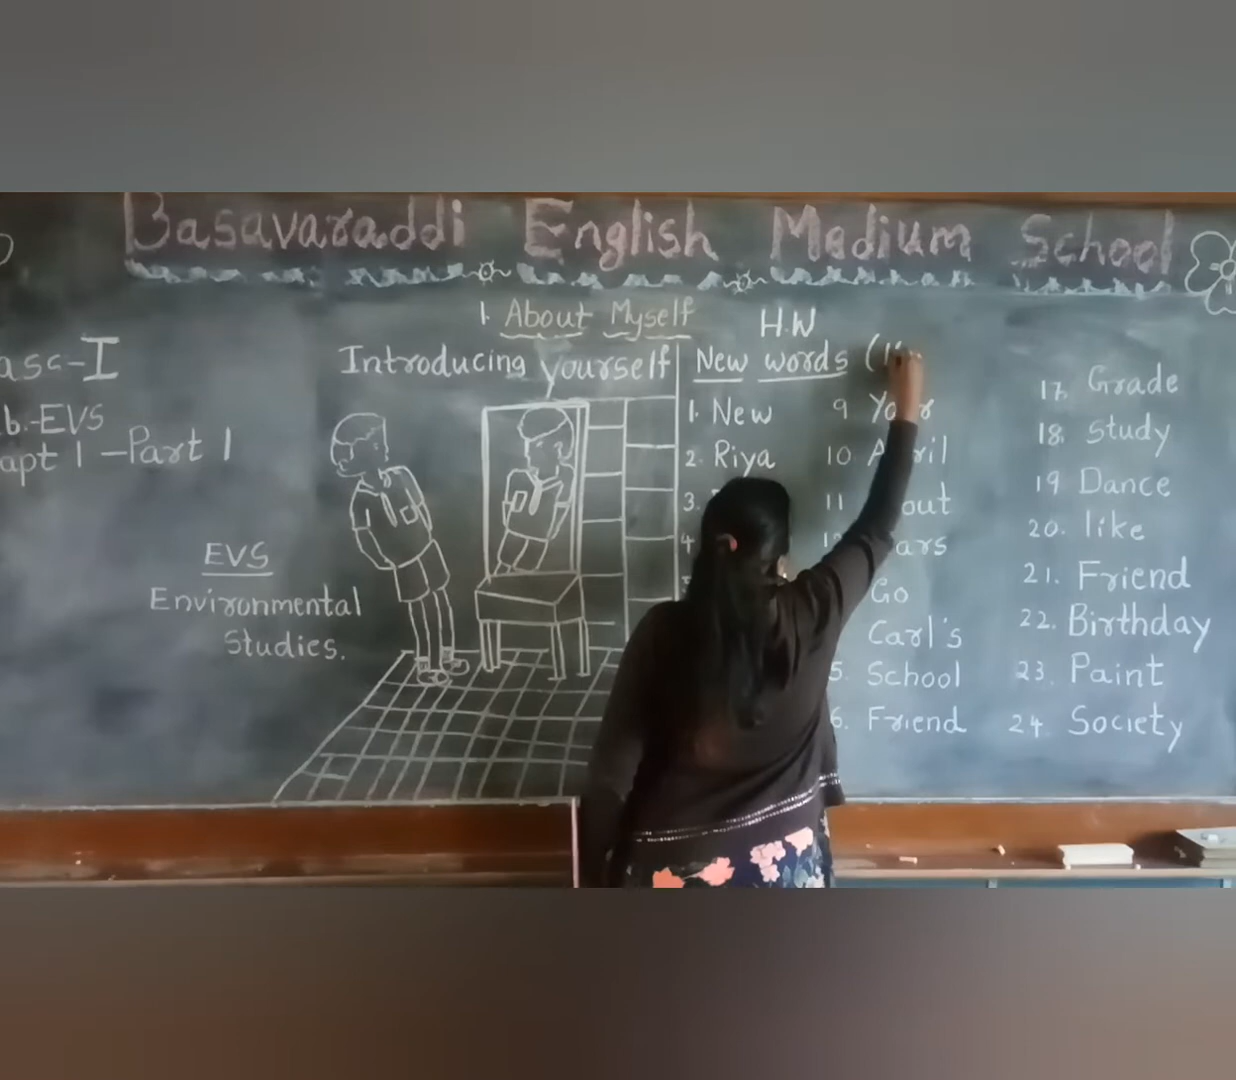 Basavaraddi English Medium School
1. About Myself
H.W
asc-I
b.-EVS
apt 1 -Part 1
Introducing yourself
EVS
Environmental
Studies.
New words (
1. New
2. Riya
3.
4
9 Your
10 April
11 out
ars
Go
Carl's
5. School
6. Friend
17. Grade
18. Study
19 Dance
20. like
21. Friend
22. Birthday
23. Paint
24. Society